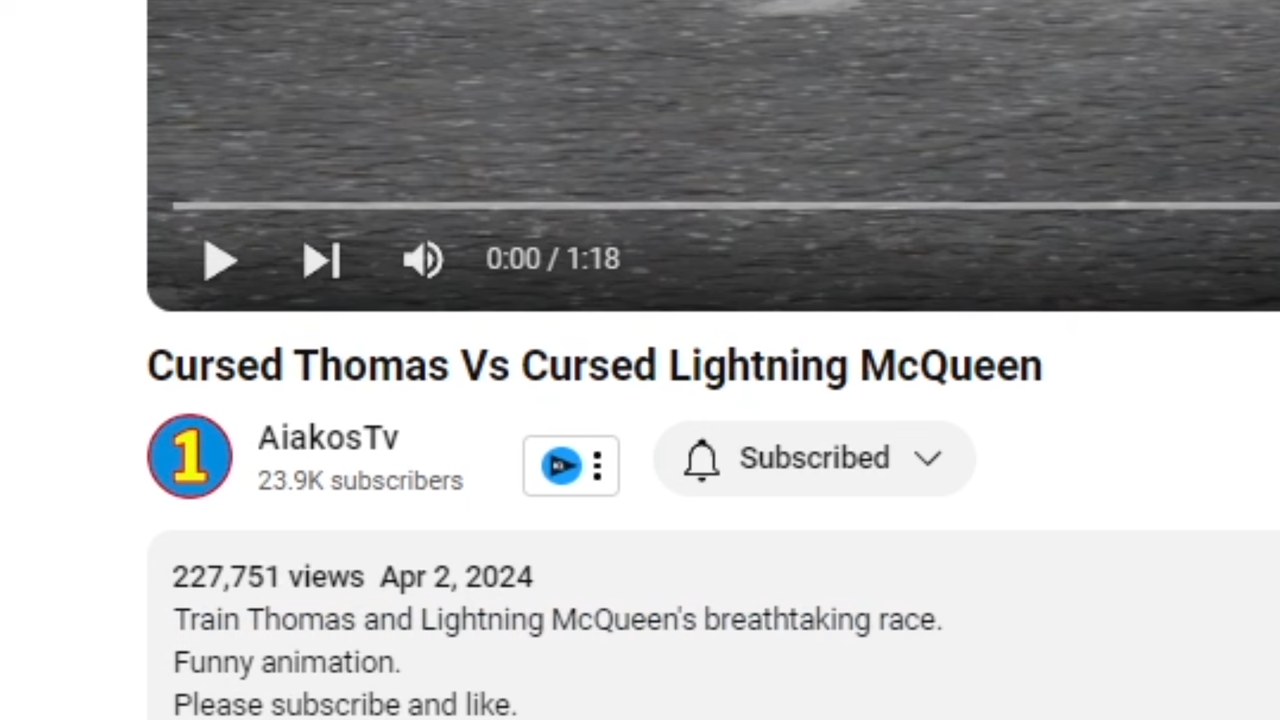 0:00 / 1:18
Cursed Thomas Vs Cursed Lightning McQueen
1
AiakosTv
23.9K subscribers
Subscribed
227,751 views Apr 2, 2024
Train Thomas and Lightning McQueen's breathtaking race.
Funny animation.
Please subscribe and like.